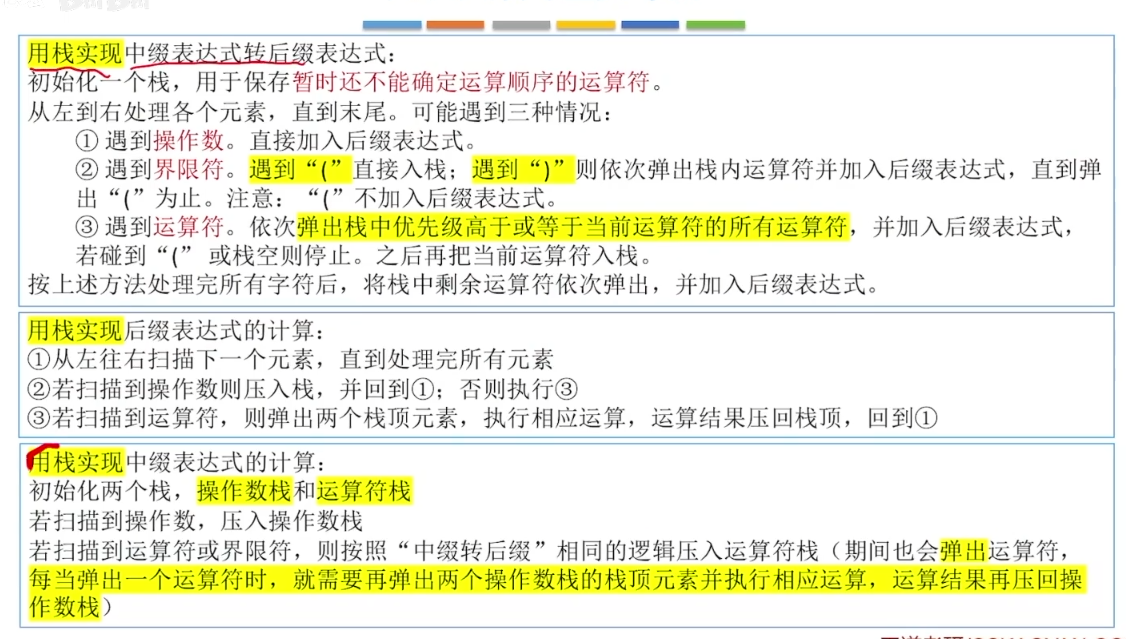 用栈实现中缀表达式转后缀表达式：
初始化一个栈，用于保存暂时还不能确定运算顺序的运算符。
从左到右处理各个元素，直到末尾。可能遇到三种情况：
① 遇到操作数。直接加入后缀表达式。
② 遇到界限符。遇到“(”直接入栈；遇到“)”则依次弹出栈内运算符并加入后缀表达式，直到弹
出“(”为止。注意：“(”不加入后缀表达式。
③ 遇到运算符。依次弹出栈中优先级高于或等于当前运算符的所有运算符，并加入后缀表达式，
若碰到“(” 或栈空则停止。之后再把当前运算符入栈。
按上述方法处理完所有字符后，将栈中剩余运算符依次弹出，并加入后缀表达式。
用栈实现后缀表达式的计算：
①从左往右扫描下一个元素，直到处理完所有元素
②若扫描到操作数则压入栈，并回到①；否则执行③
③若扫描到运算符，则弹出两个栈顶元素，执行相应运算，运算结果压回栈顶，回到①
用栈实现中缀表达式的计算：
初始化两个栈，操作数栈和运算符栈
若扫描到操作数，压入操作数栈
若扫描到运算符或界限符，则按照“中缀转后缀”相同的逻辑压入运算符栈（期间也会弹出运算符，
每当弹出一个运算符时，就需要再弹出两个操作数栈的栈顶元素并执行相应运算，运算结果再压回操
作数栈）